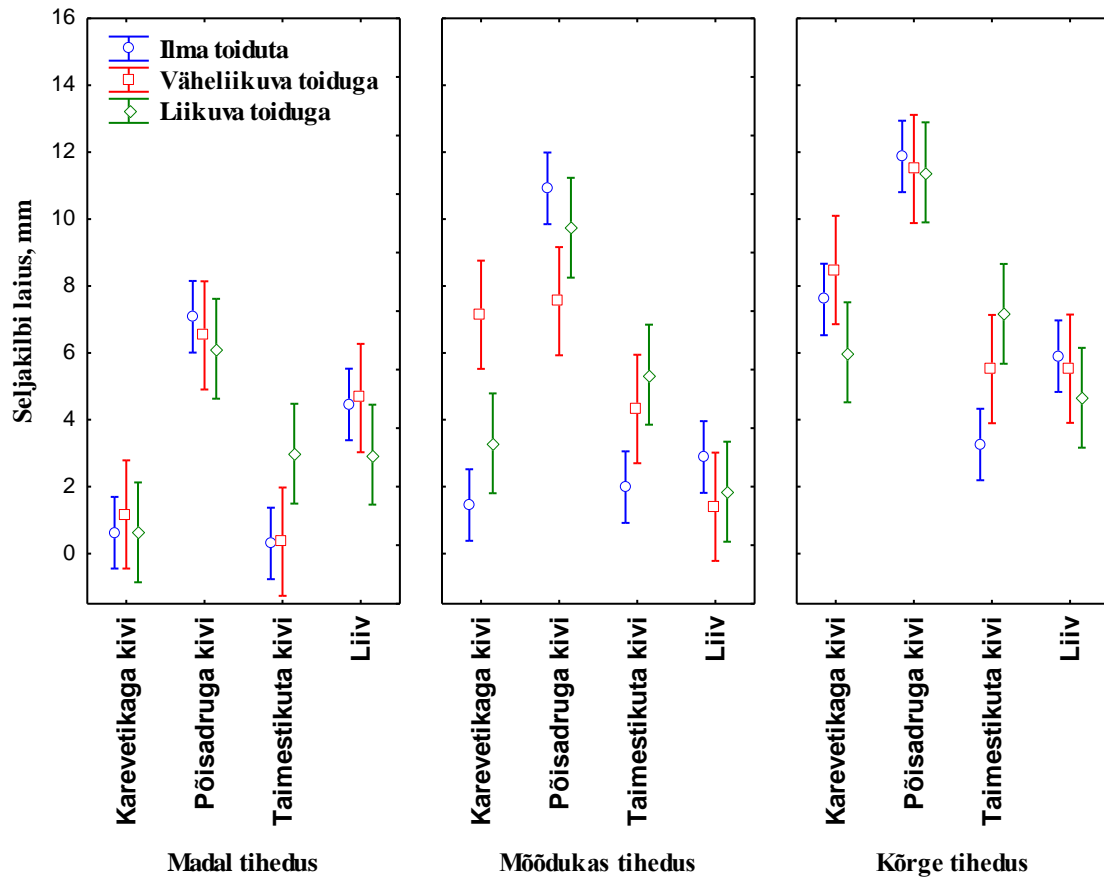 16
14
12
10
8
6
4
2
0
Seljakilbi laius, mm
Ilma toiduta
Väheliikuva toiduga
Liikuva toiduga
Karevetikaga kivi
Põisadruga kivi
Taimestikuta kivi
Liiv
Madal tihedus
Karevetikaga kivi
Põisadruga kivi
Taimestikuta kivi
Liiv
Mõõdukas tihedus
Karevetikaga kivi
Põisadruga kivi
Taimestikuta kivi
Liiv
Kõrge tihedus